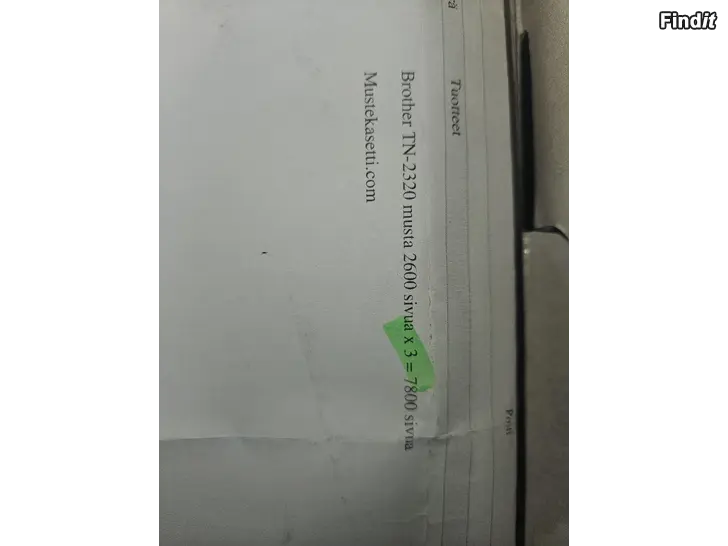 Findit
Tuotteet
Brother TN-2320 musta 2600 sivua x 3 = 7800 sivua
Mustekasetti.com